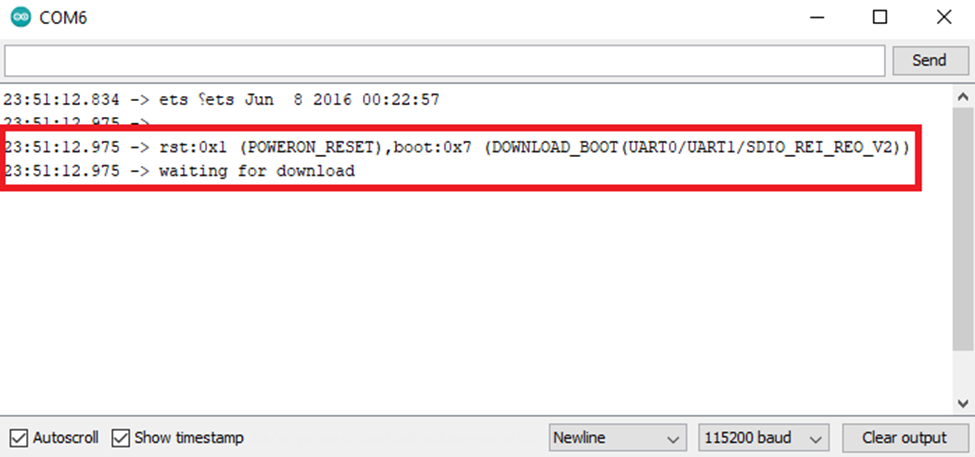 COM6
Send
23:51:12.834 -> ets ⸮ets Jun  8 2016 00:22:57
23:51:12.975 ->
23:51:12.975 -> rst:0x1 (POWERON_RESET),boot:0x7 (DOWNLOAD_BOOT(UART0/UART1/SDIO_REI_REO_V2))
23:51:12.975 -> waiting for download
Autoscroll Show timestamp Newline 115200 baud Clear output